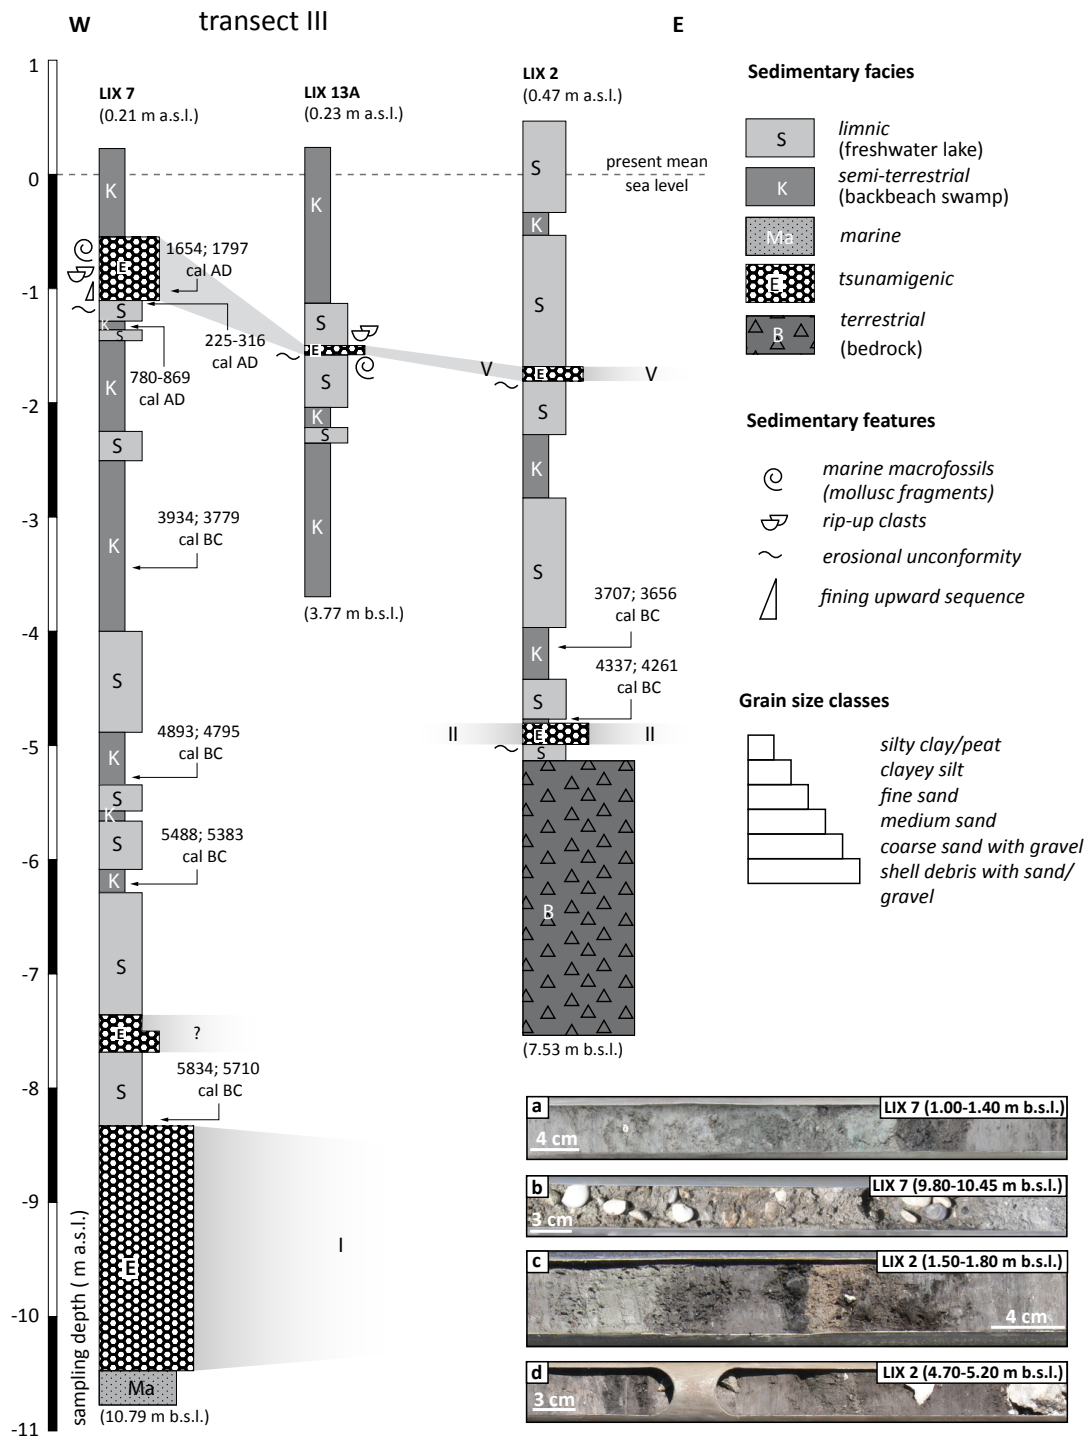 W
transect III
E
LIX 7
(0.21 m a.s.l.)
LIX 13A
(0.23 m a.s.l.)
LIX 2
(0.47 m a.s.l.)
1
0
-1
-2
-3
-4
-5
-6
-7
-8
-9
-10
-11
sampling depth ( m a.s.l.)
present mean
sea level
K
E
1654; 1797
cal AD
S
K
S
225-316
cal AD
780-869
cal AD
K
S
K
3934; 3779
cal BC
S
K
4893; 4795
cal BC
S
K
S
5488; 5383
cal BC
K
S
E
?
S
5834; 5710
cal BC
E
I
Ma
(10.79 m b.s.l.)
K
S
E
S
K
S
K
(3.77 m b.s.l.)
S
K
S
V
E
V
S
K
S
3707; 3656
cal BC
K
4337; 4261
cal BC
S
II
E
II
S
B
(7.53 m b.s.l.)
Sedimentary facies
S
limnic
(freshwater lake)
K
semi-terrestrial
(backbeach swamp)
Ma
marine
E
tsunamigenic
B
terrestrial
(bedrock)
Sedimentary features
marine macrofossils
(mollusc fragments)
rip-up clasts
erosional unconformity
fining upward sequence
Grain size classes
silty clay/peat
clayey silt
fine sand
medium sand
coarse sand with gravel
shell debris with sand/
gravel
a
LIX 7 (1.00-1.40 m b.s.l.)
4 cm
b
LIX 7 (9.80-10.45 m b.s.l.)
3 cm
c
LIX 2 (1.50-1.80 m b.s.l.)
4 cm
d
LIX 2 (4.70-5.20 m b.s.l.)
3 cm